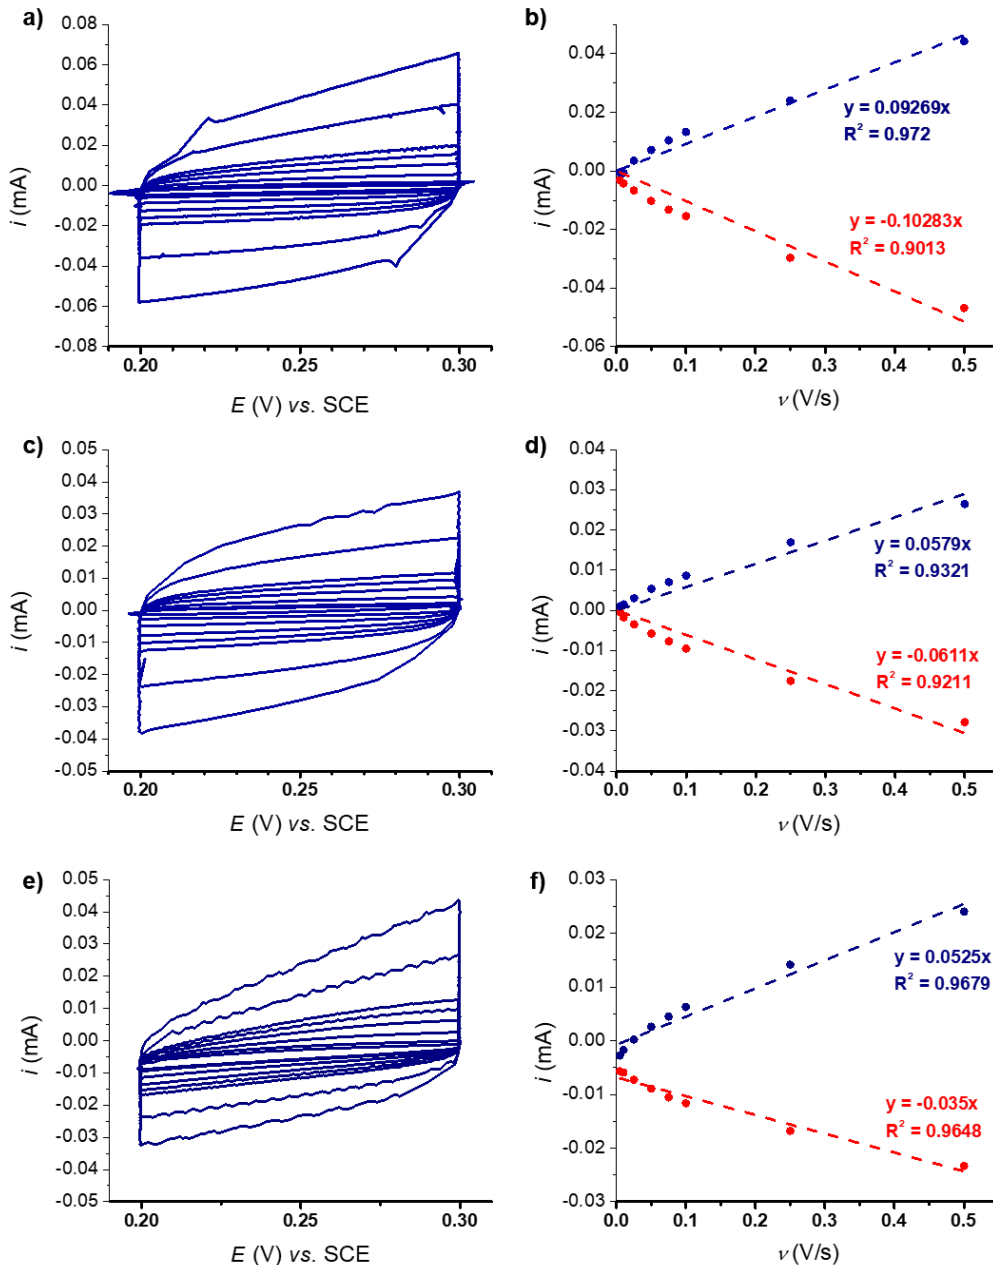 a)
0.08
0.06
0.04
0.02
0.00
-0.02
-0.04
-0.06
-0.08
i (mA)
0.20
0.25
0.30
E (V) vs. SCE
b)
0.04
0.02
0.00
-0.02
-0.04
-0.06
i (mA)
y = 0.09269x
R² = 0.972
y = -0.10283x
R² = 0.9013
0.0
0.1
0.2
0.3
0.4
0.5
ν (V/s)
c)
0.05
0.04
0.03
0.02
0.01
0.00
-0.01
-0.02
-0.03
-0.04
-0.05
i (mA)
0.20
0.25
0.30
E (V) vs. SCE
d)
0.04
0.03
0.02
0.01
0.00
-0.01
-0.02
-0.03
-0.04
i (mA)
y = 0.0579x
R² = 0.9321
y = -0.0611x
R² = 0.9211
0.0
0.1
0.2
0.3
0.4
0.5
ν (V/s)
e)
0.05
0.04
0.03
0.02
0.01
0.00
-0.01
-0.02
-0.03
-0.04
-0.05
i (mA)
0.20
0.25
0.30
E (V) vs. SCE
f)
0.03
0.02
0.01
0.00
-0.01
-0.02
-0.03
i (mA)
y = 0.0525x
R² = 0.9679
y = -0.035x
R² = 0.9648
0.0
0.1
0.2
0.3
0.4
0.5
ν (V/s)